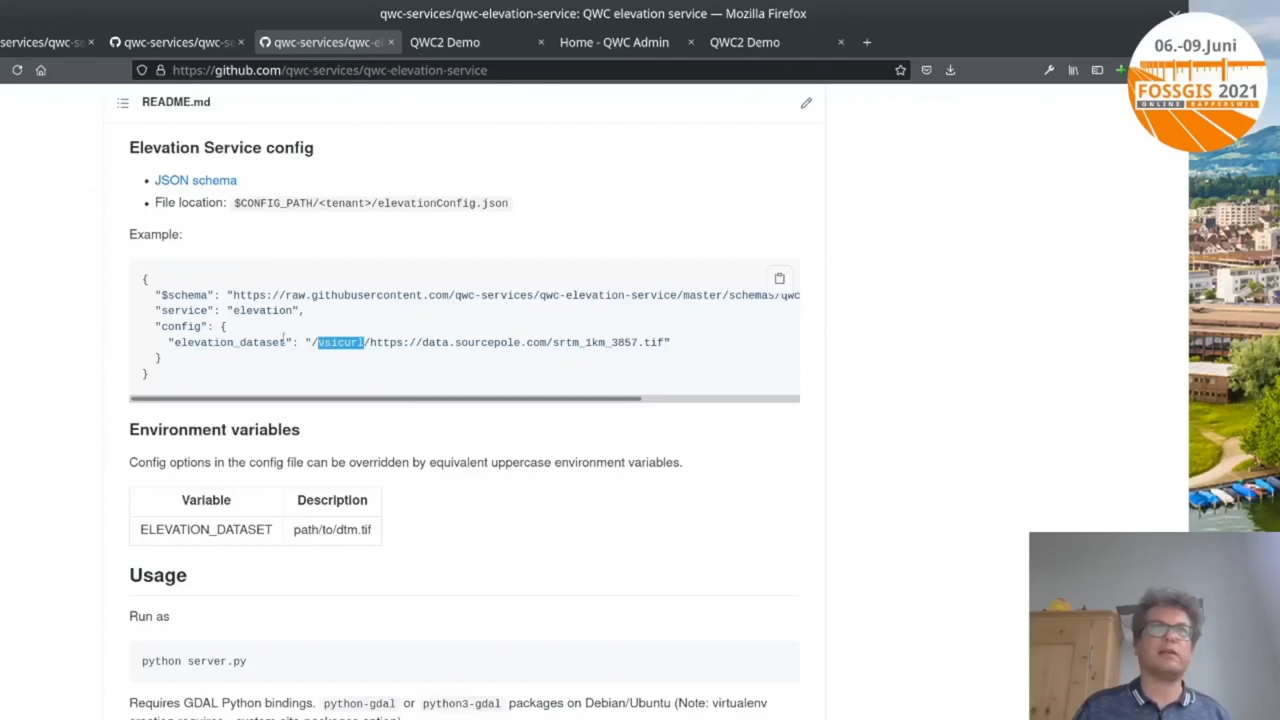 qwc-services/qwc-elevation-service: QWC elevation service — Mozilla Firefox
services/qwc-se
qwc-services/qwc-s
qwc-services/qwc-el
QWC2 Demo
Home - QWC Admin
QWC2 Demo
https://github.com/qwc-services/qwc-elevation-service
06.-09.Juni
FOSSGIS 2021
ONLINE RAPPERSWIL
README.md
Elevation Service config
• JSON schema
• File location: $CONFIG_PATH/<tenant>/elevationConfig.json
Example:
{
"$schema": "https://raw.githubusercontent.com/qwc-services/qwc-elevation-service/master/schemas/qwc
"service": "elevation",
"config": {
"elevation_dataset": "/vsicurl/https://data.sourcepole.com/srtm_1km_3857.tif"
}
}
Environment variables
Config options in the config file can be overridden by equivalent uppercase environment variables.
Variable Description
ELEVATION_DATASET path/to/dtm.tif
Usage
Run as
python server.py
Requires GDAL Python bindings. python-gdal or python3-gdal packages on Debian/Ubuntu (Note: virtualenv